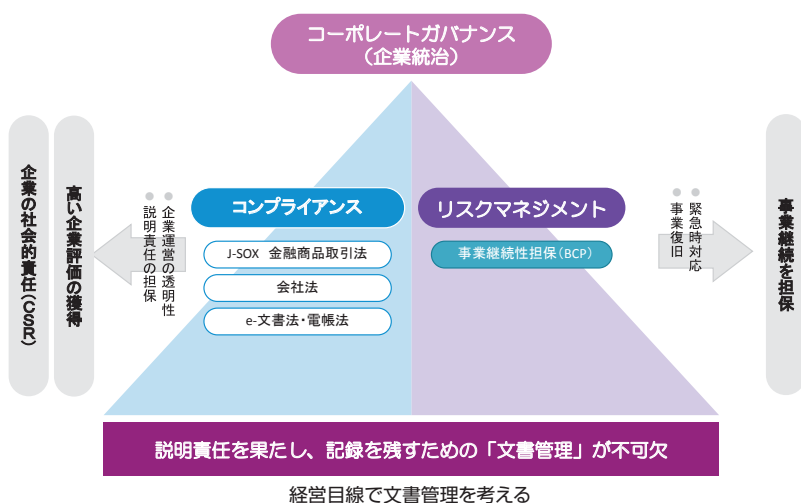 コーポレートガバナンス
（企業統治）
企業の社会的責任（CSR）
高い企業評価の獲得
● 企業運営の透明性
● 説明責任の担保
コンプライアンス
J-SOX 金融商品取引法
会社法
e-文書法・電帳法
リスクマネジメント
事業継続性担保（BCP）
● 緊急時対応
● 事業復旧
事業継続を担保
説明責任を果たし、記録を残すための「文書管理」が不可欠
経営目線で文書管理を考える